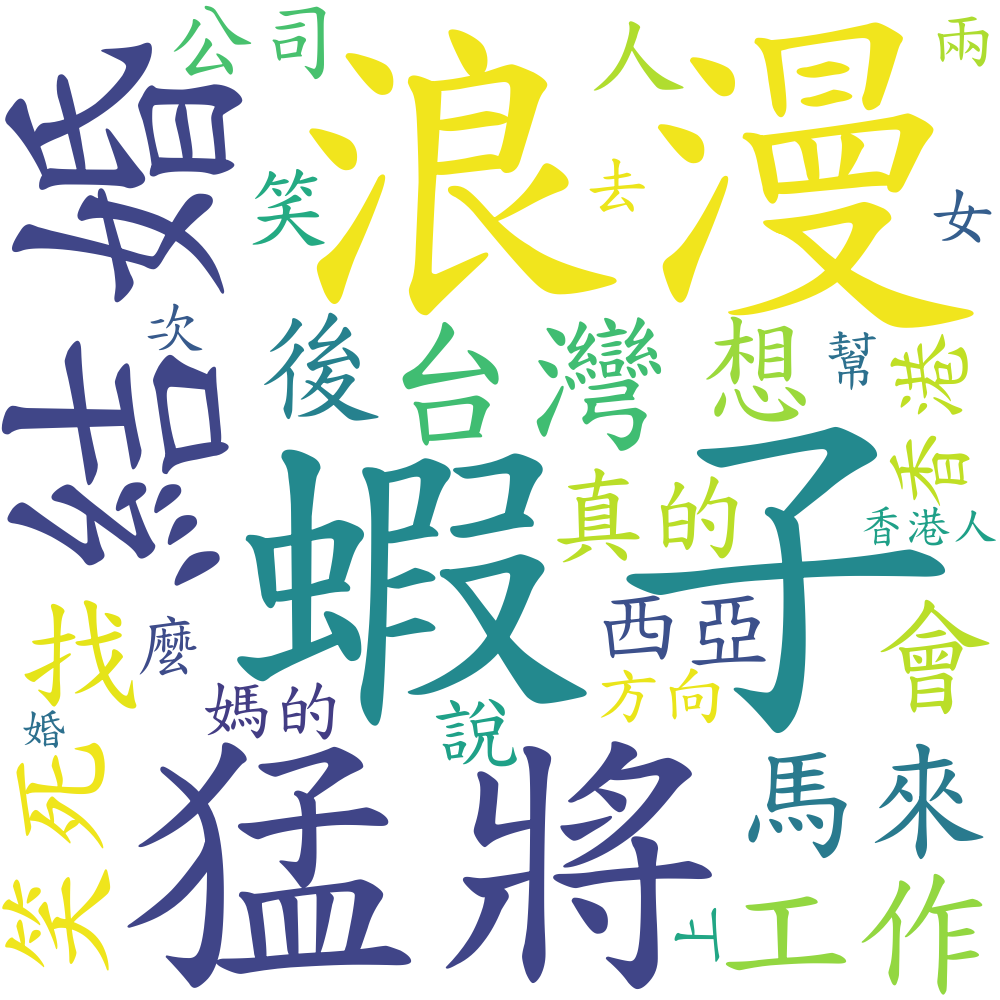 公司
人
兩
浪漫
結婚
笑
去
女
次
後
台灣
想
幫
香港
蝦子
真的
香港人
找
麼
西亞
會
媽的
方向
婚
說
笑死
猛將
馬來
上
工作